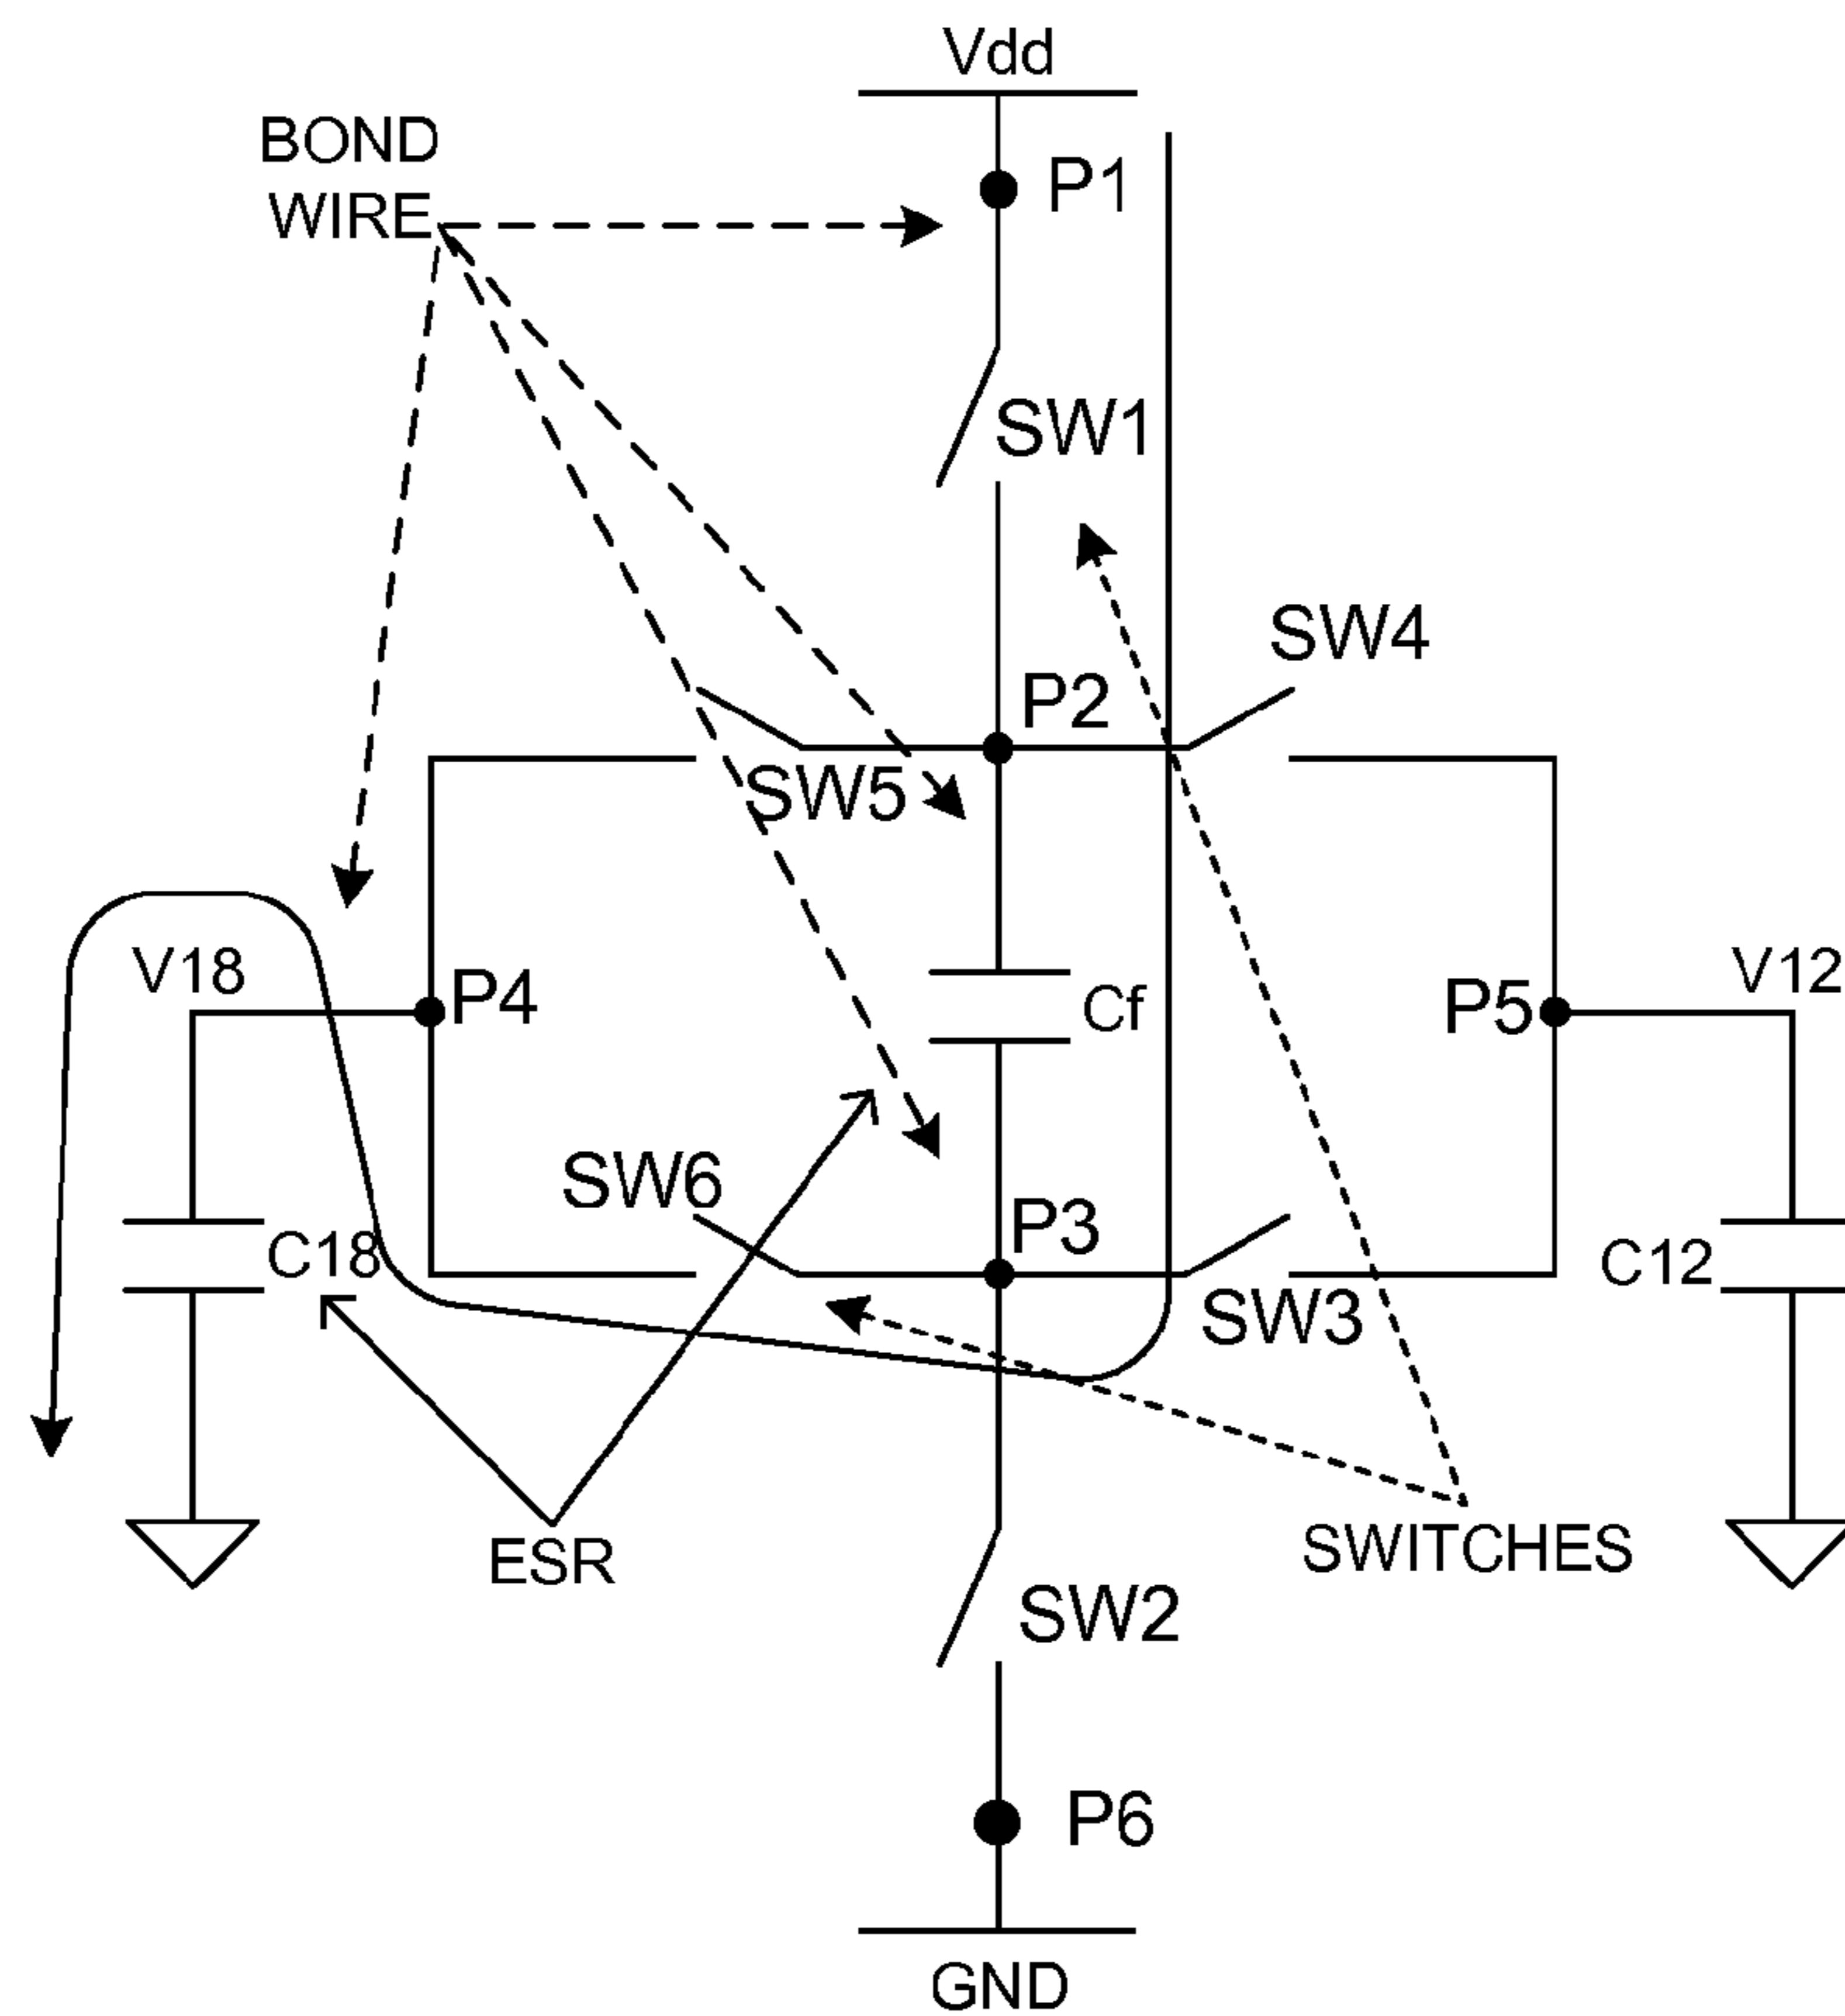 Vdd
BOND
WIRE
P1
SW1
SW4
P2
SW5
V18
P4
Cf
P5
V12
SW6
P3
C18
C12
SW3
ESR
SWITCHES
SW2
P6
GND